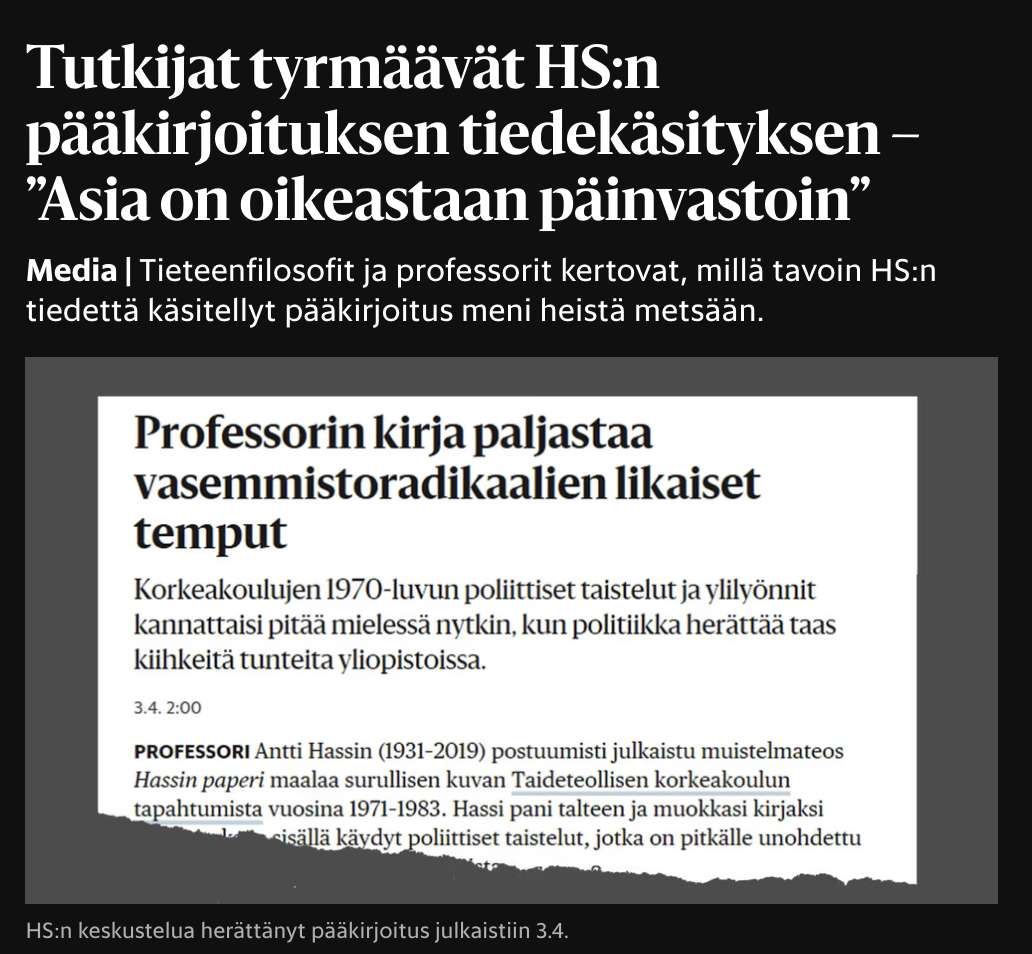 Tutkijat tyrmäävät HS:n
pääkirjoituksen tiedekäsityksen –
”Asia on oikeastaan päinvastoin”
Media | Tieteenfilosofit ja professorit kertovat, millä tavoin HS:n
tiedettä käsitellyt pääkirjoitus meni heistä metsään.
Professorin kirja paljastaa
vasemmistoradikaalien likaiset
temput
Korkeakoulujen 1970-luvun poliittiset taistelut ja ylilyönnit
kannattaisi pitää mielessä nytkin, kun politiikka herättää taas
kiihkeitä tunteita yliopistoissa.
3.4. 2:00
PROFESSORI Antti Hassin (1931–2019) postuumisti julkaistu muistelmateos
Hassin paperi maalaa surullisen kuvan Taideteollisen korkeakoulun
tapahtumista vuosina 1971–1983. Hassi pani talteen ja muokkasi kirjaksi
sisällä käydyt poliittiset taistelut, jotka on pitkälle unohdettu
HS:n keskustelua herättänyt pääkirjoitus julkaistiin 3.4.